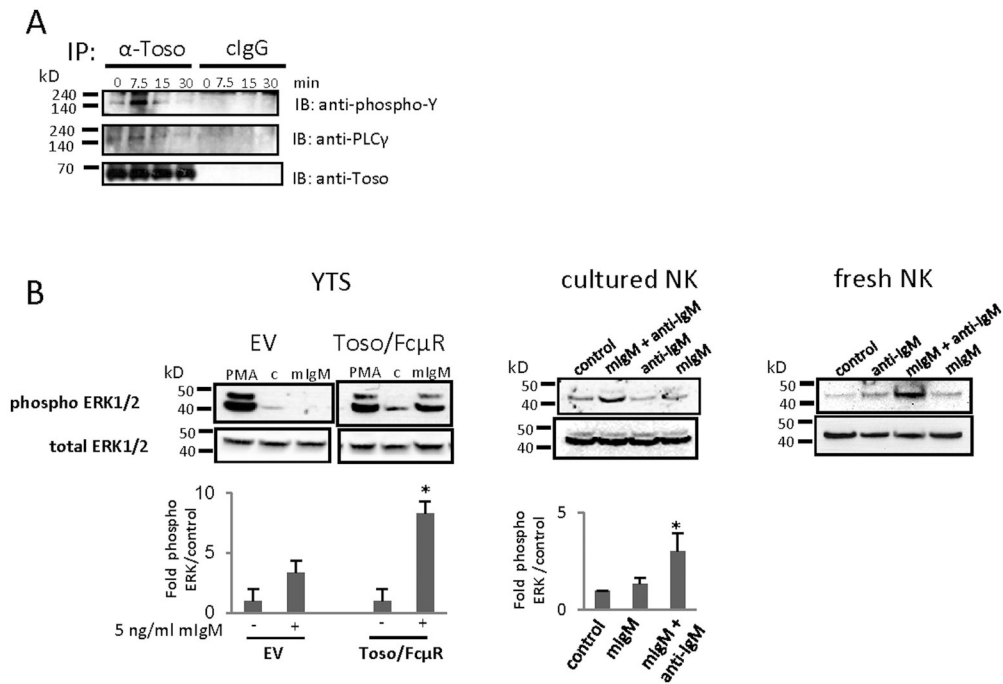 A
IP: α-Toso cIgG
kD 0 7.5 15 30 0 7.5 15 30 min
240
140
IB: anti-phospho-Y
240
140
IB: anti-PLCγ
70
IB: anti-Toso
B
YTS
cultured NK
fresh NK
EV
Toso/FcμR
kD PMA c mIgM PMA c mIgM
phospho ERK1/2
50
40
total ERK1/2
50
40
control
mIgM + anti-IgM
anti-IgM
mIgM
kD
50
40
50
40
control
anti-IgM
mIgM + anti-IgM
mIgM
kD
50
40
50
40
Fold phospho
ERK/control
10
5
0
*
5 ng/ml mIgM - + - +
EV
Toso/FcμR
Fold phospho
ERK /control
5
0
*
control
mIgM
mIgM +
anti-IgM